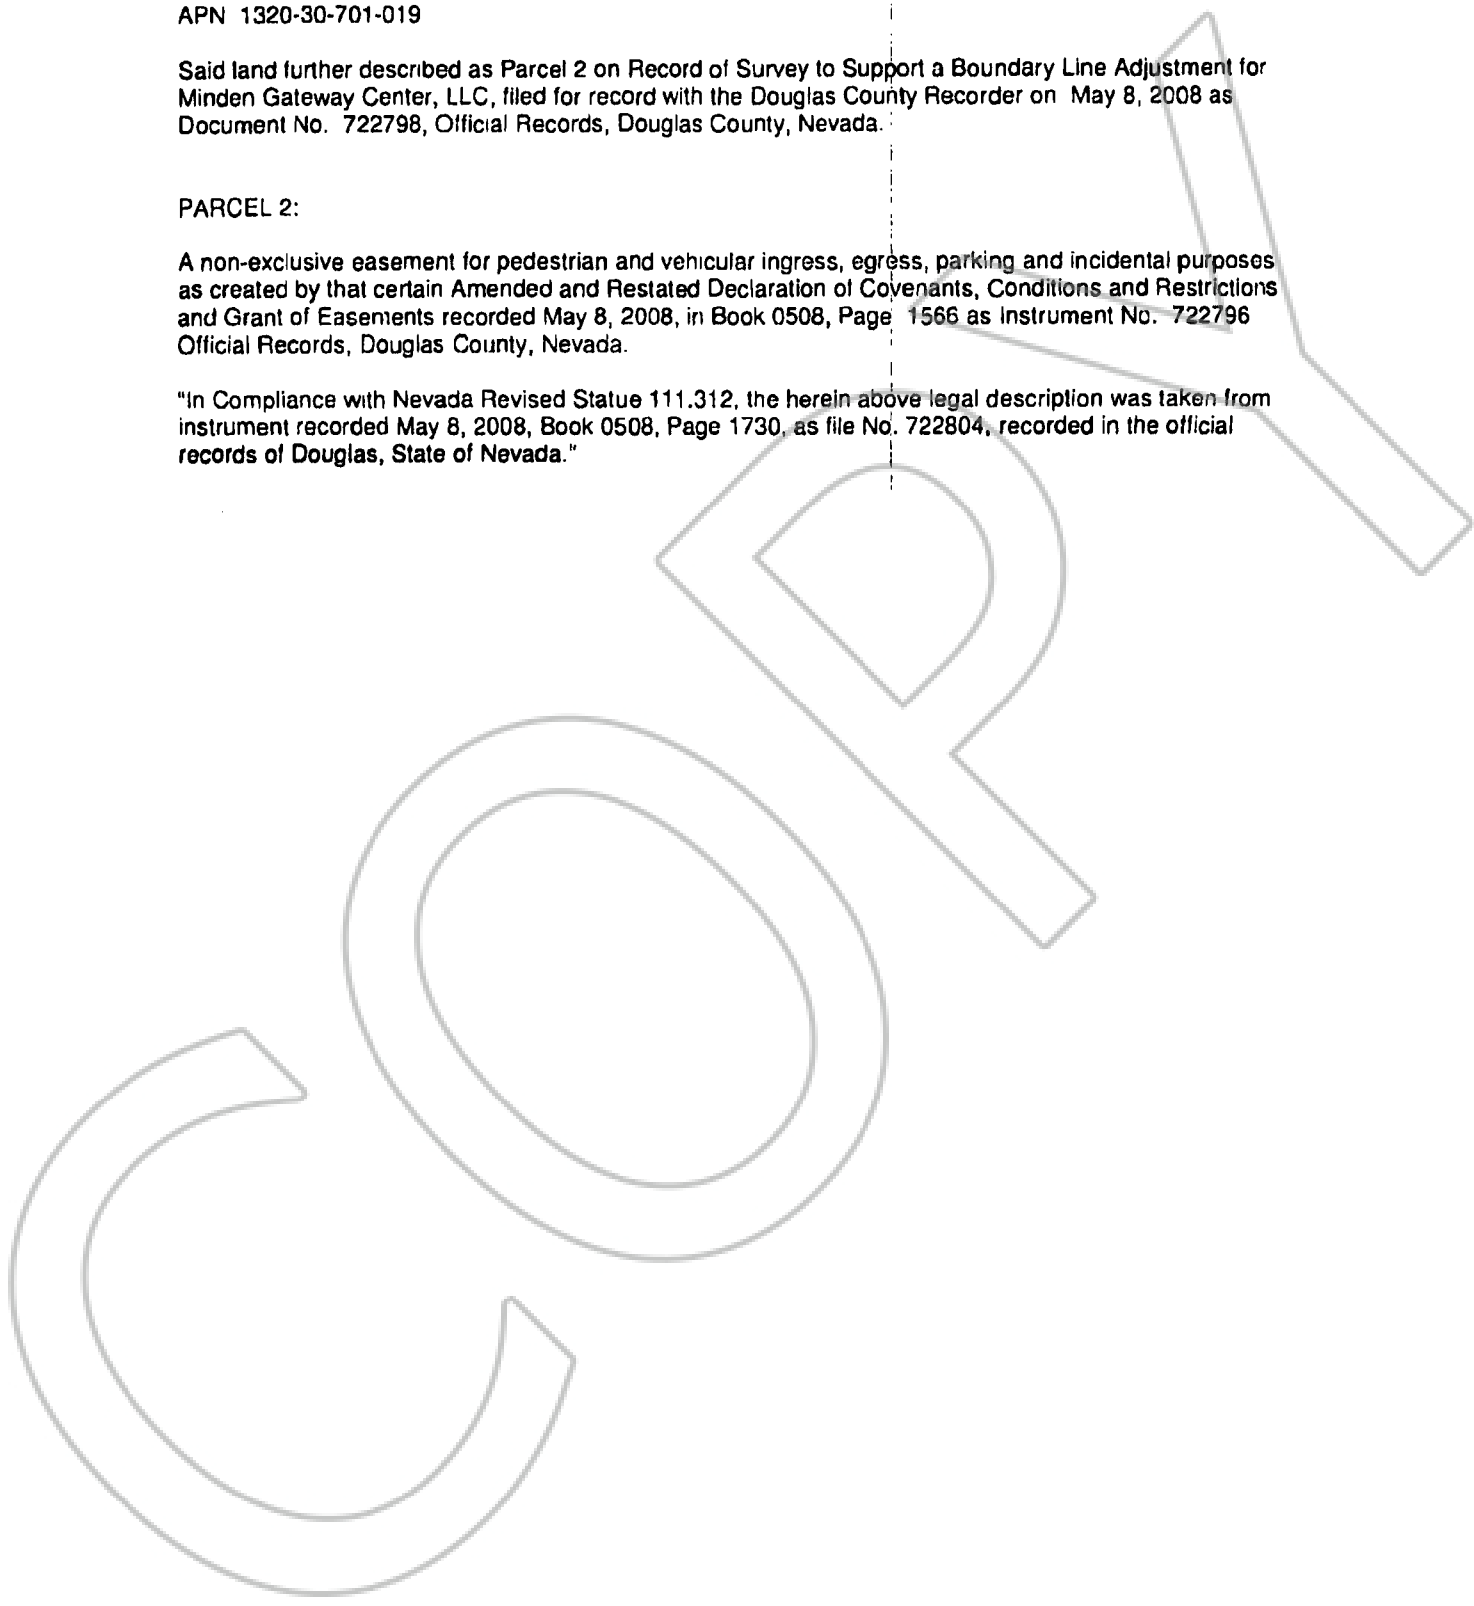 APN 1320-30-701-019
Said land further described as Parcel 2 on Record of Survey to Support a Boundary Line Adjustment for
Minden Gateway Center, LLC, filed for record with the Douglas County Recorder on May 8, 2008 as
Document No. 722798, Official Records, Douglas County, Nevada.
PARCEL 2:
A non-exclusive easement for pedestrian and vehicular ingress, egress, parking and incidental purposes
as created by that certain Amended and Restated Declaration of Covenants, Conditions and Restrictions
and Grant of Easements recorded May 8, 2008, in Book 0508, Page 1566 as Instrument No. 722796
Official Records, Douglas County, Nevada.
"In Compliance with Nevada Revised Statue 111.312, the herein above legal description was taken from
instrument recorded May 8, 2008, Book 0508, Page 1730, as file No. 722804, recorded in the official
records of Douglas, State of Nevada."
COPY